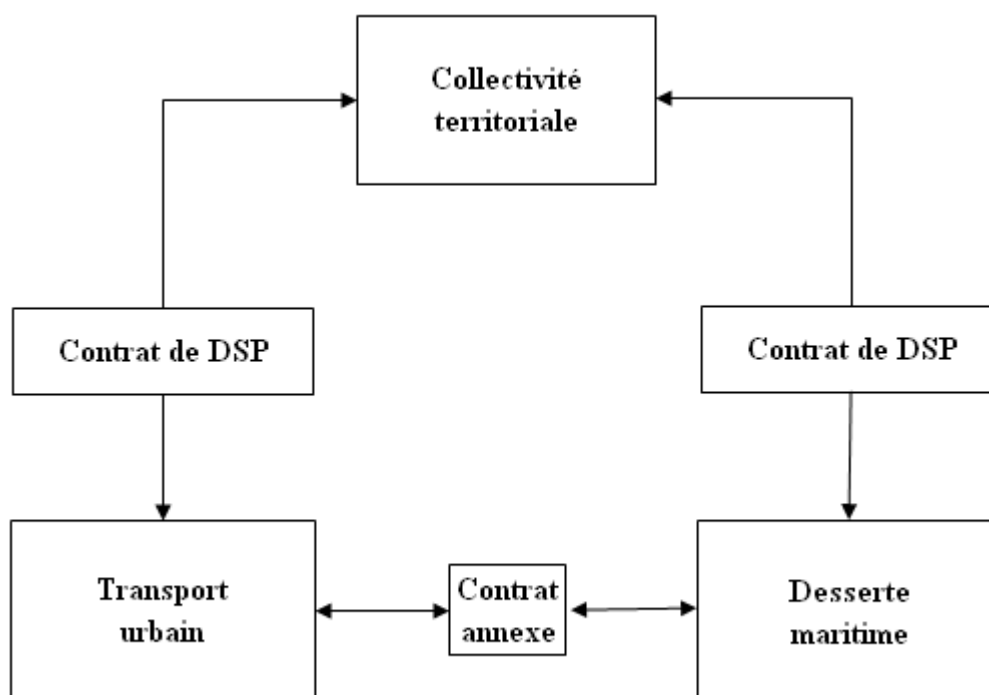 Collectivité
territoriale
Contrat de DSP
Contrat de DSP
Transport
urbain
Contrat
annexe
Desserte
maritime